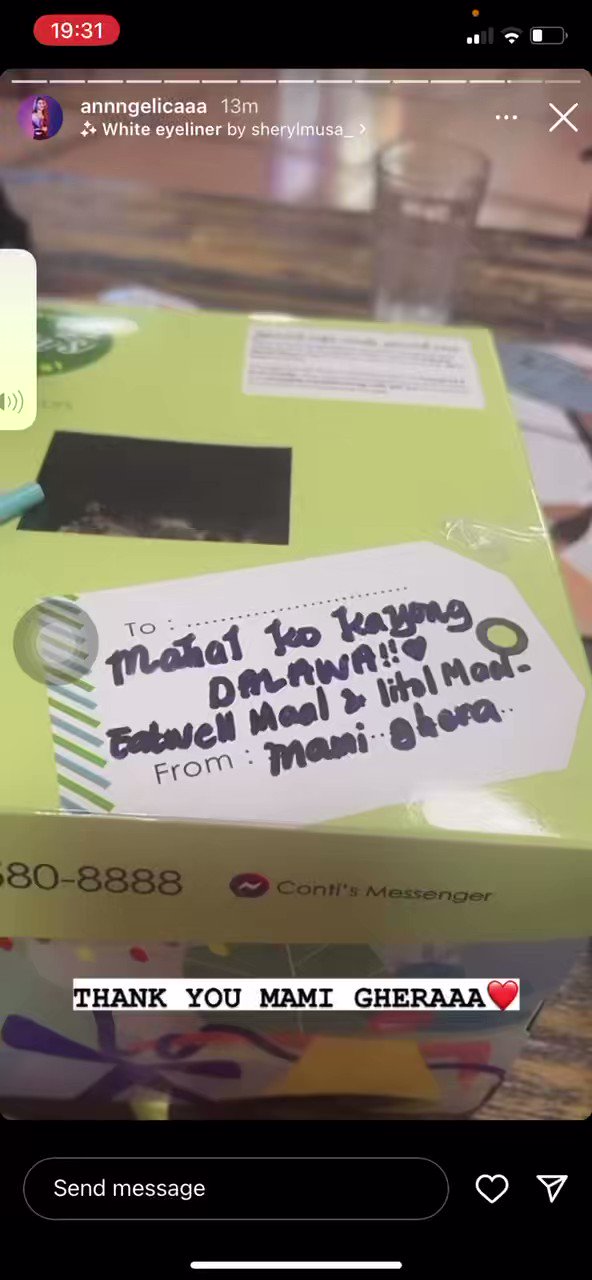 19:31
annngelicaaa 13m
White eyeliner by sherylmusa_ >
To :
Mahal ko kayong
DALAWA!!♥
Eatwell Maal & litol Maal-
From : Mami ghera
680-8888 Conti's Messenger
THANK YOU MAMI GHERAAA❤️
Send message